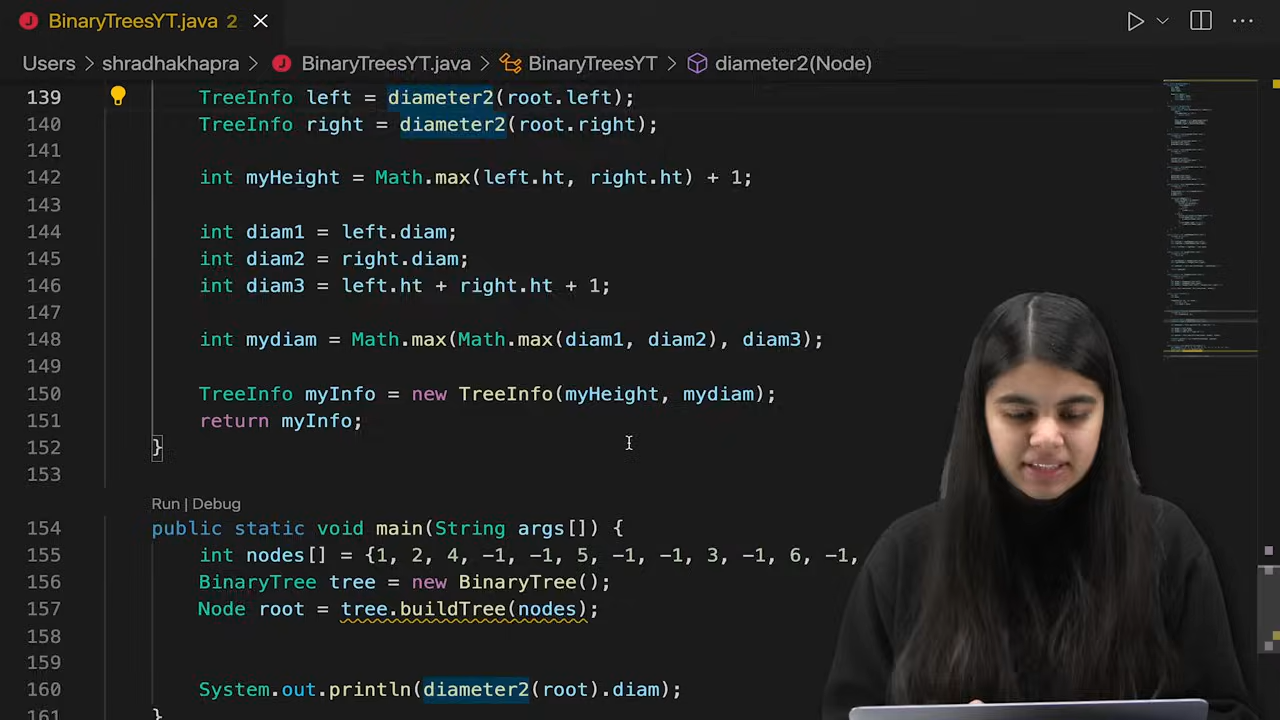 BinaryTreesYT.java 2
Users > shradhakhapra > BinaryTreesYT.java > BinaryTreesYT > diameter2(Node)
139 TreeInfo left = diameter2(root.left);
140 TreeInfo right = diameter2(root.right);
141
142 int myHeight = Math.max(left.ht, right.ht) + 1;
143
144 int diam1 = left.diam;
145 int diam2 = right.diam;
146 int diam3 = left.ht + right.ht + 1;
147
148 int mydiam = Math.max(Math.max(diam1, diam2), diam3);
149
150 TreeInfo myInfo = new TreeInfo(myHeight, mydiam);
151 return myInfo;
152 }
153
Run | Debug
154 public static void main(String args[]) {
155 int nodes[] = {1, 2, 4, -1, -1, 5, -1, -1, 3, -1, 6, -1,
156 BinaryTree tree = new BinaryTree();
157 Node root = tree.buildTree(nodes);
158
159
160 System.out.println(diameter2(root).diam);
161 }